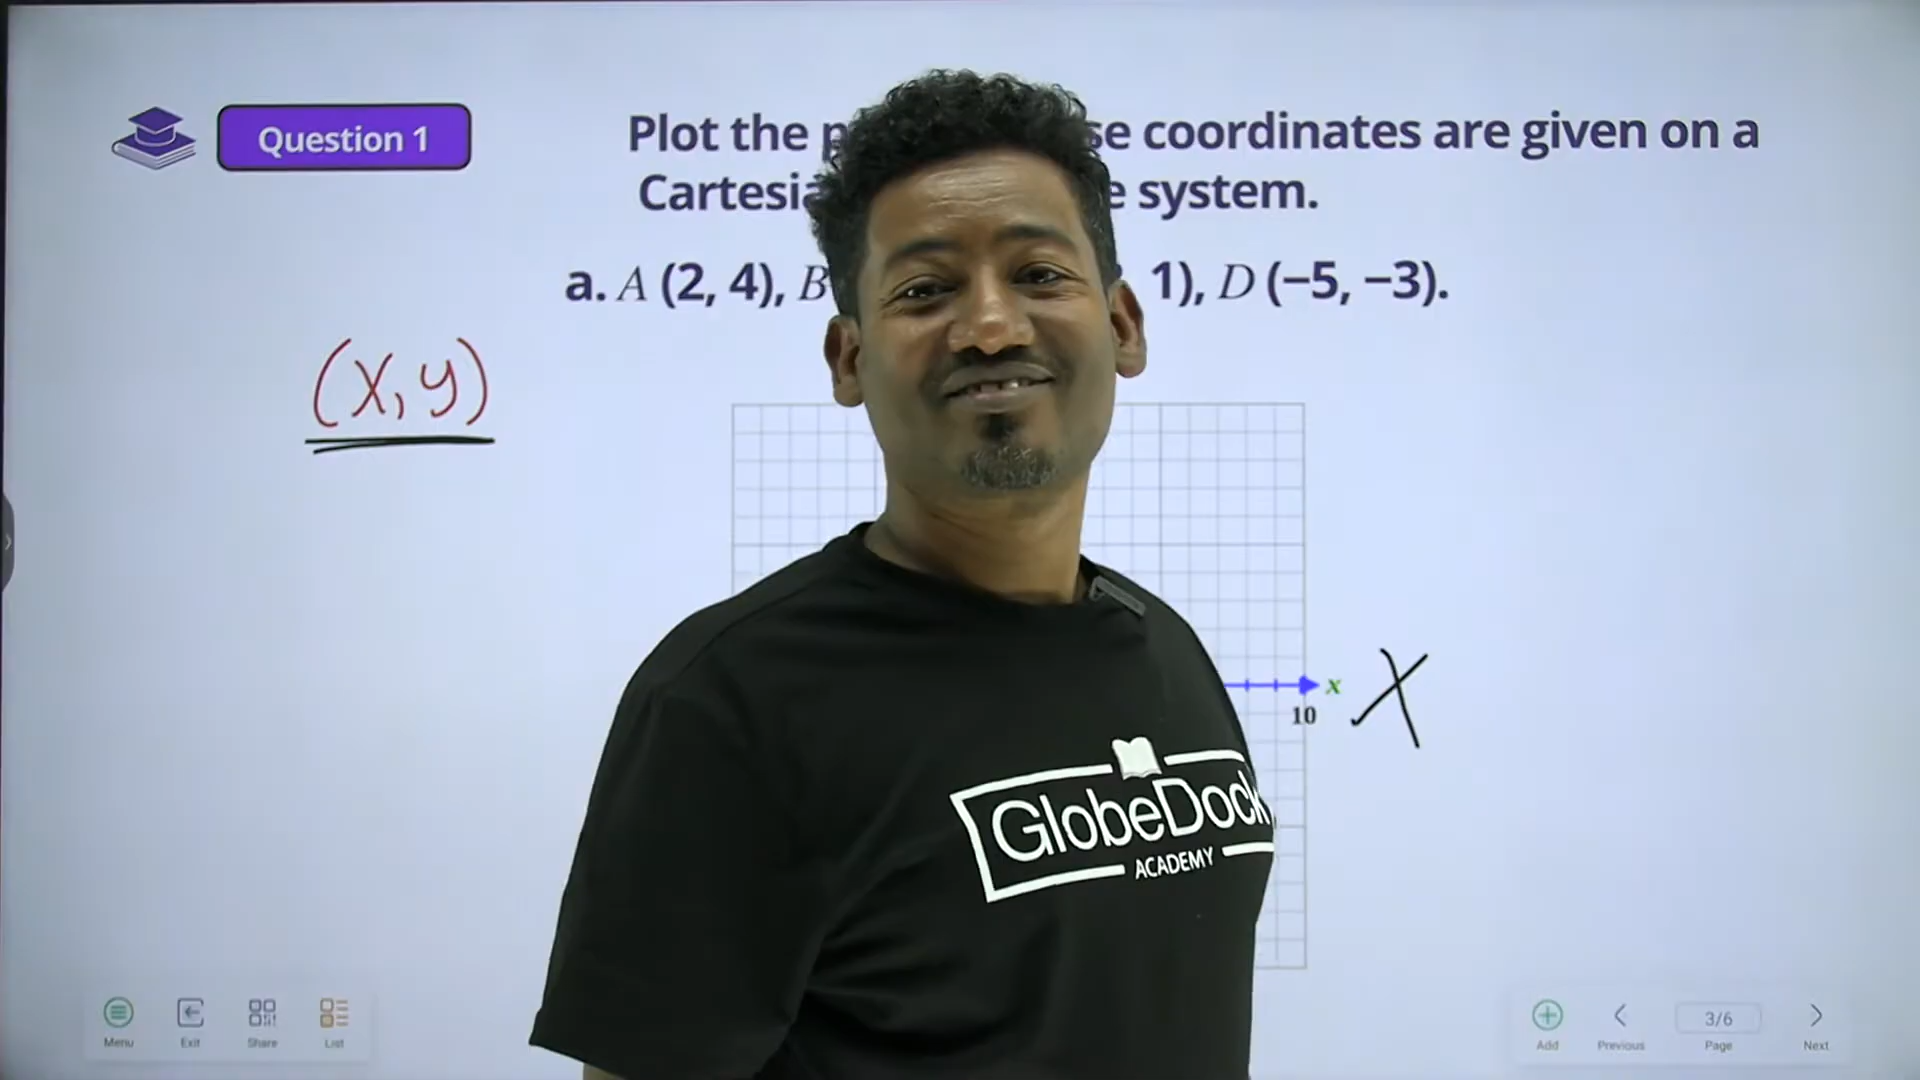 Question 1
Plot the se coordinates are given on a
Cartesia e system.
a. A (2, 4), B 1), D (−5, −3).
(x, y)
x X
10
GlobeDock
ACADEMY
Menu Exit Share List
Add Previous 3/6 Page Next